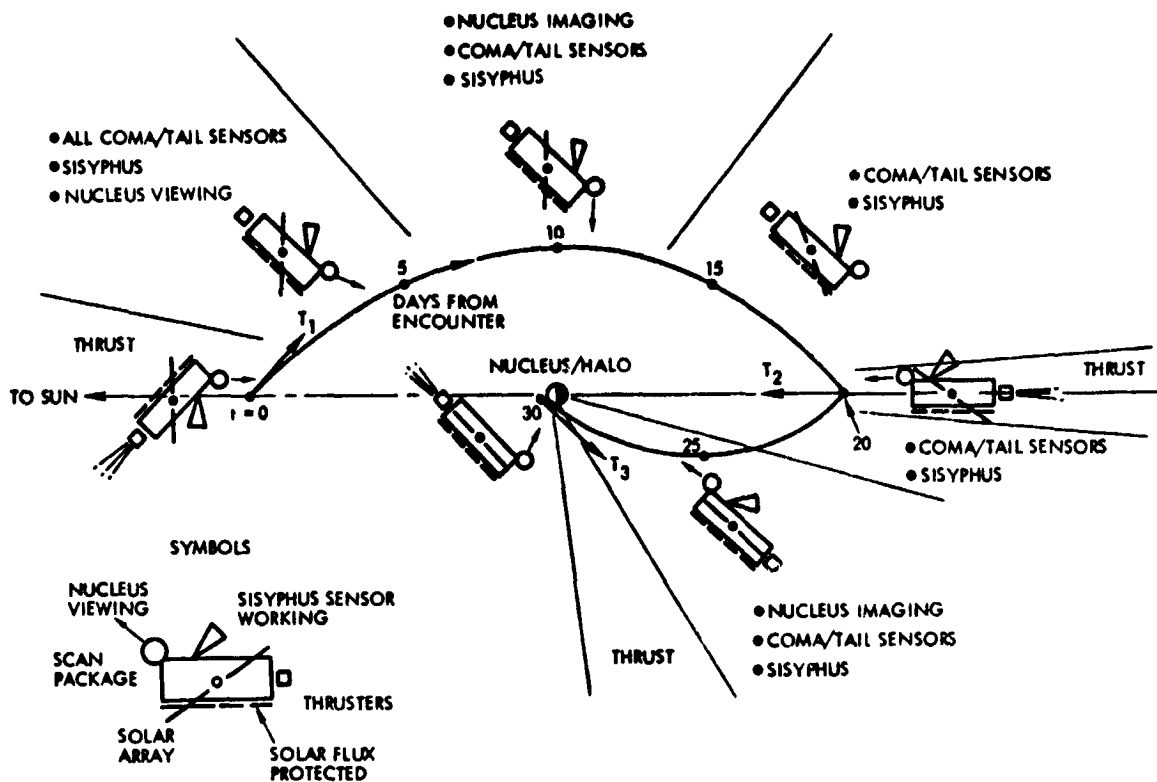 ●NUCLEUS IMAGING
●COMA/TAIL SENSORS
●SISYPHUS
●ALL COMA/TAIL SENSORS
●SISYPHUS
●NUCLEUS VIEWING
●COMA/TAIL SENSORS
●SISYPHUS
10
5
15
DAYS FROM
ENCOUNTER
T1
THRUST
NUCLEUS/HALO
T2
THRUST
TO SUN
t = 0
30
20
T3
25
●COMA/TAIL SENSORS
●SISYPHUS
SYMBOLS
NUCLEUS
VIEWING
SISYPHUS SENSOR
WORKING
SCAN
PACKAGE
THRUSTERS
SOLAR
ARRAY
SOLAR FLUX
PROTECTED
THRUST
●NUCLEUS IMAGING
●COMA/TAIL SENSORS
●SISYPHUS